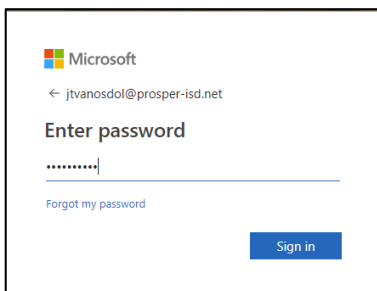 Microsoft
← jtvanosdol@prosper-isd.net
Enter password
••••••••••
Forgot my password
Sign in